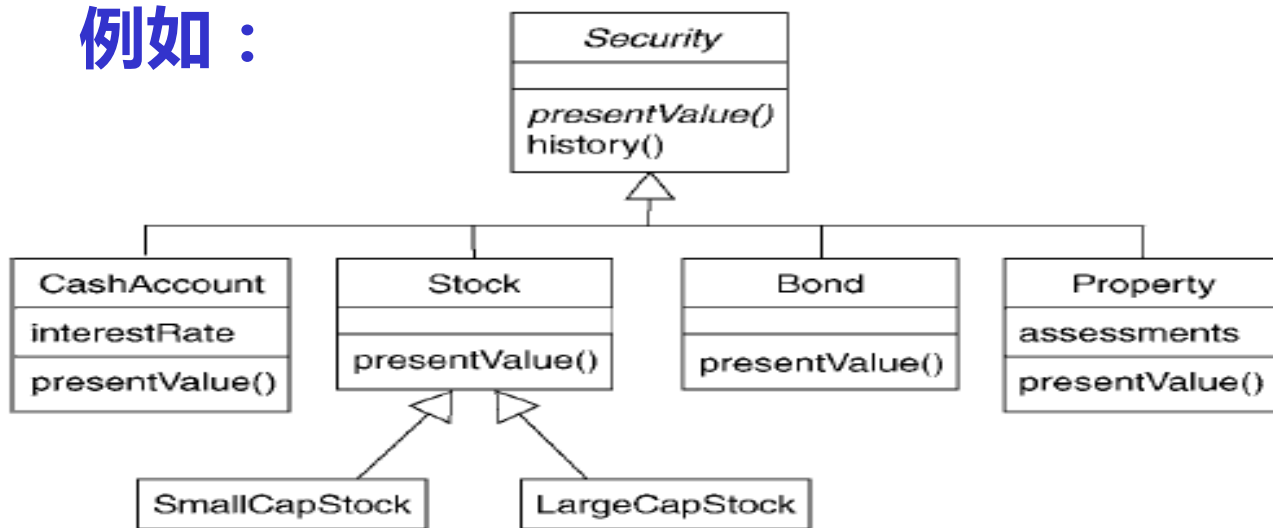 例如：
Security
presentValue()
history()
CashAccount
interestRate
presentValue()
Stock
presentValue()
Bond
presentValue()
Property
assessments
presentValue()
SmallCapStock
LargeCapStock